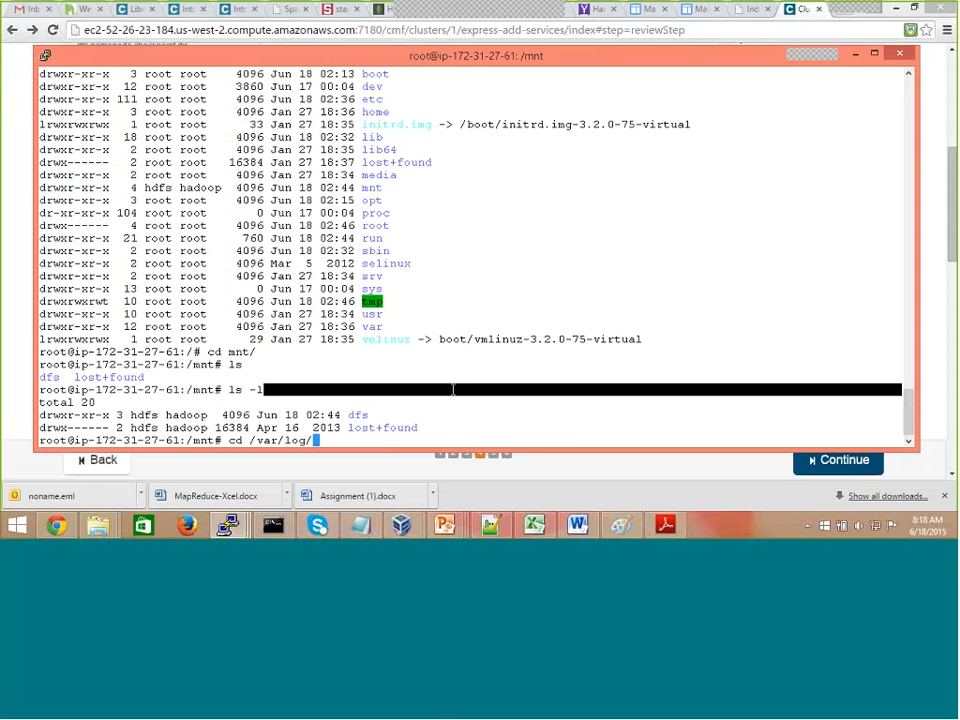 Inb
We
C Lib
Int
Int
Spa
sta
H
Ha
Ma
Ma
Ind
Clu
ec2-52-26-23-184.us-west-2.compute.amazonaws.com:7180/cmf/clusters/1/express-add-services/index#step=reviewStep
root@ip-172-31-27-61: /mnt
drwxr-xr-x 3 root root 4096 Jun 18 02:13 boot
drwxr-xr-x 12 root root 3860 Jun 17 00:04 dev
drwxr-xr-x 111 root root 4096 Jun 18 02:36 etc
drwxr-xr-x 3 root root 4096 Jan 27 18:36 home
lrwxrwxrwx 1 root root 33 Jan 27 18:35 initrd.img -> /boot/initrd.img-3.2.0-75-virtual
drwxr-xr-x 18 root root 4096 Jun 18 02:32 lib
drwxr-xr-x 2 root root 4096 Jan 27 18:35 lib64
drwx------ 2 root root 16384 Jan 27 18:37 lost+found
drwxr-xr-x 2 root root 4096 Jan 27 18:34 media
drwxr-xr-x 4 hdfs hadoop 4096 Jun 18 02:44 mnt
drwxr-xr-x 3 root root 4096 Jun 18 02:15 opt
dr-xr-xr-x 104 root root 0 Jun 17 00:04 proc
drwx------ 4 root root 4096 Jun 18 02:46 root
drwxr-xr-x 21 root root 760 Jun 18 02:44 run
drwxr-xr-x 2 root root 4096 Jun 18 02:32 sbin
drwxr-xr-x 2 root root 4096 Mar 5 2012 selinux
drwxr-xr-x 2 root root 4096 Jan 27 18:34 srv
drwxr-xr-x 13 root root 0 Jun 17 00:04 sys
drwxrwxrwt 10 root root 4096 Jun 18 02:46 tmp
drwxr-xr-x 10 root root 4096 Jan 27 18:34 usr
drwxr-xr-x 12 root root 4096 Jan 27 18:36 var
lrwxrwxrwx 1 root root 29 Jan 27 18:35 vmlinuz -> boot/vmlinuz-3.2.0-75-virtual
root@ip-172-31-27-61:/# cd mnt/
root@ip-172-31-27-61:/mnt# ls
dfs lost+found
root@ip-172-31-27-61:/mnt# ls -l
total 20
drwxr-xr-x 3 hdfs hadoop 4096 Jun 18 02:44 dfs
drwx------ 2 hdfs hadoop 16384 Apr 16 2013 lost+found
root@ip-172-31-27-61:/mnt# cd /var/log/
Back
Continue
noname.eml
MapReduce-Xcel.docx
Assignment (1).docx
Show all downloads...
8:18 AM
6/18/2015